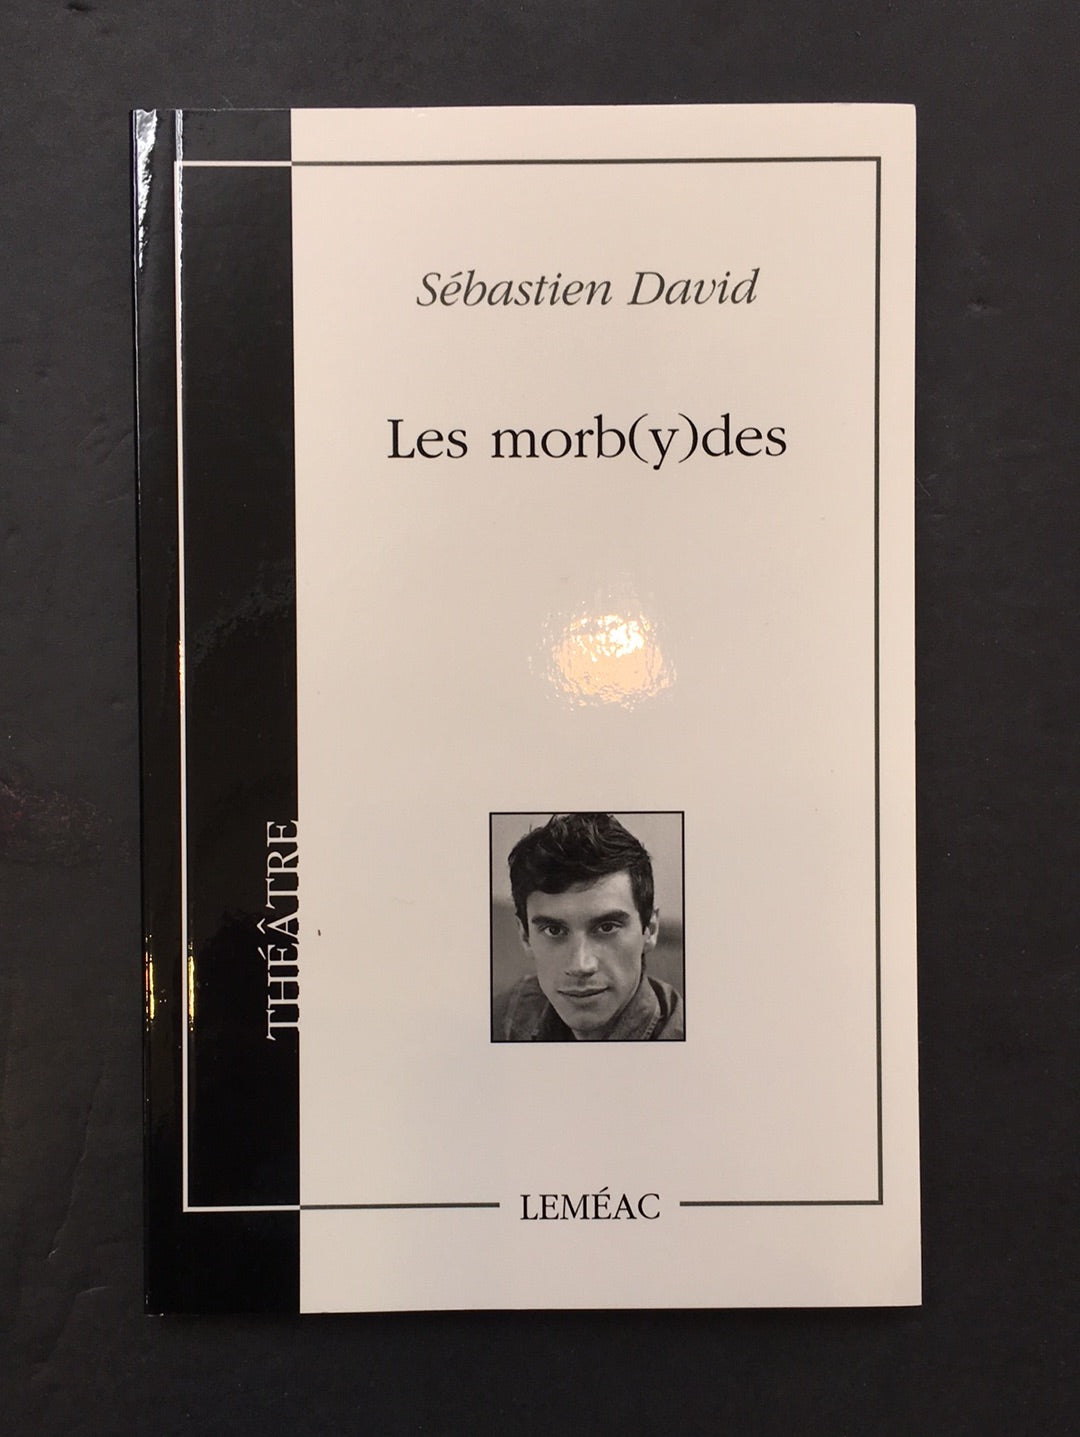 Sébastien David
Les morb(y)des
THÉÂTRE
LEMÉAC